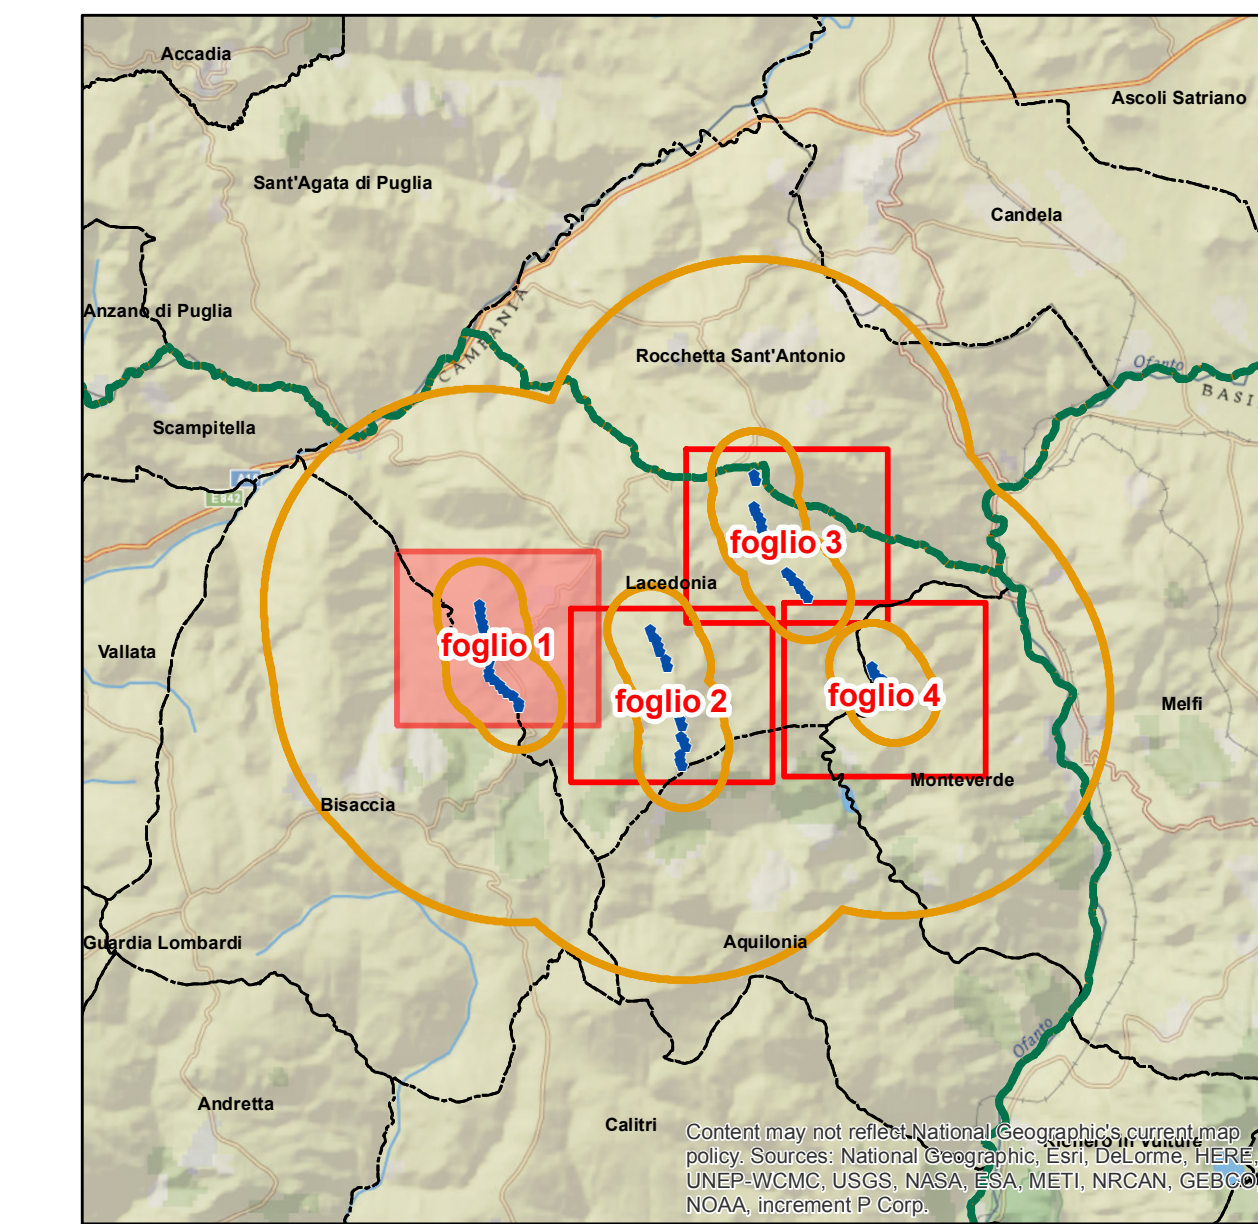 Accadia
Ascoli Satriano
Sant'Agata di Puglia
Candela
Anzano di Puglia
CAMPANIA
Rocchetta Sant'Antonio
Ofanto
BASI
Scampitella
E842
foglio 3
Lacedonia
foglio 1
Vallata
foglio 2
foglio 4
Melfi
Monteverde
Bisaccia
Guardia Lombardi
Aquilonia
Ofanto
Andretta
Calitri
Content may not reflect National Geographic's current map
policy. Sources: National Geographic, Esri, DeLorme, HERE,
UNEP-WCMC, USGS, NASA, ESA, METI, NRCAN, GEBCO,
NOAA, increment P Corp.